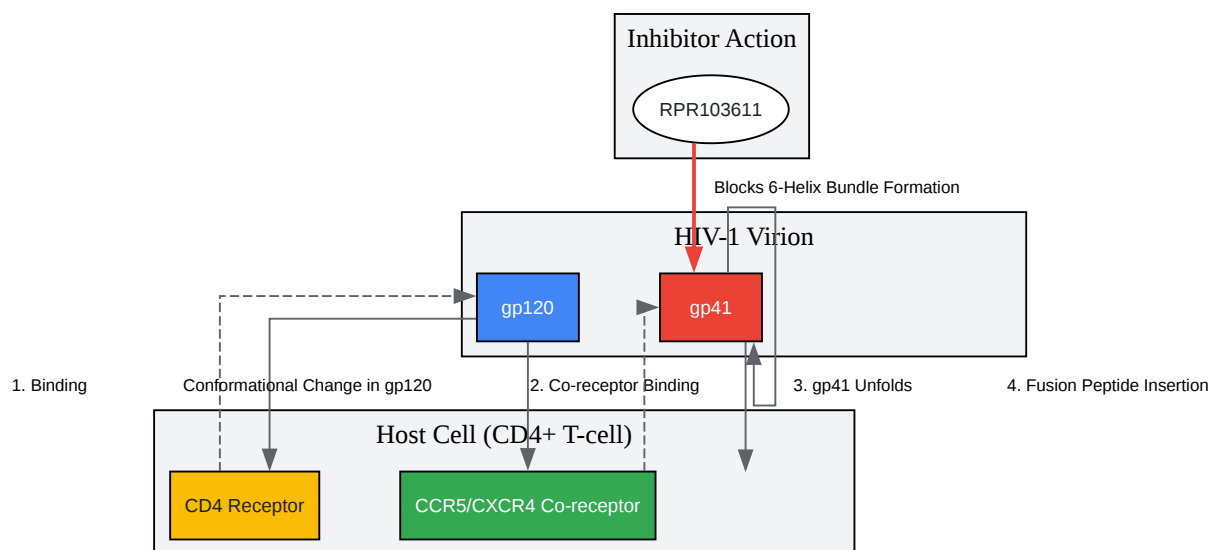 Inhibitor Action
RPR103611
Blocks 6-Helix Bundle Formation
HIV-1 Virion
gp120
gp41
1. Binding
Conformational Change in gp120
2. Co-receptor Binding
3. gp41 Unfolds
4. Fusion Peptide Insertion
Host Cell (CD4+ T-cell)
CD4 Receptor
CCR5/CXCR4 Co-receptor